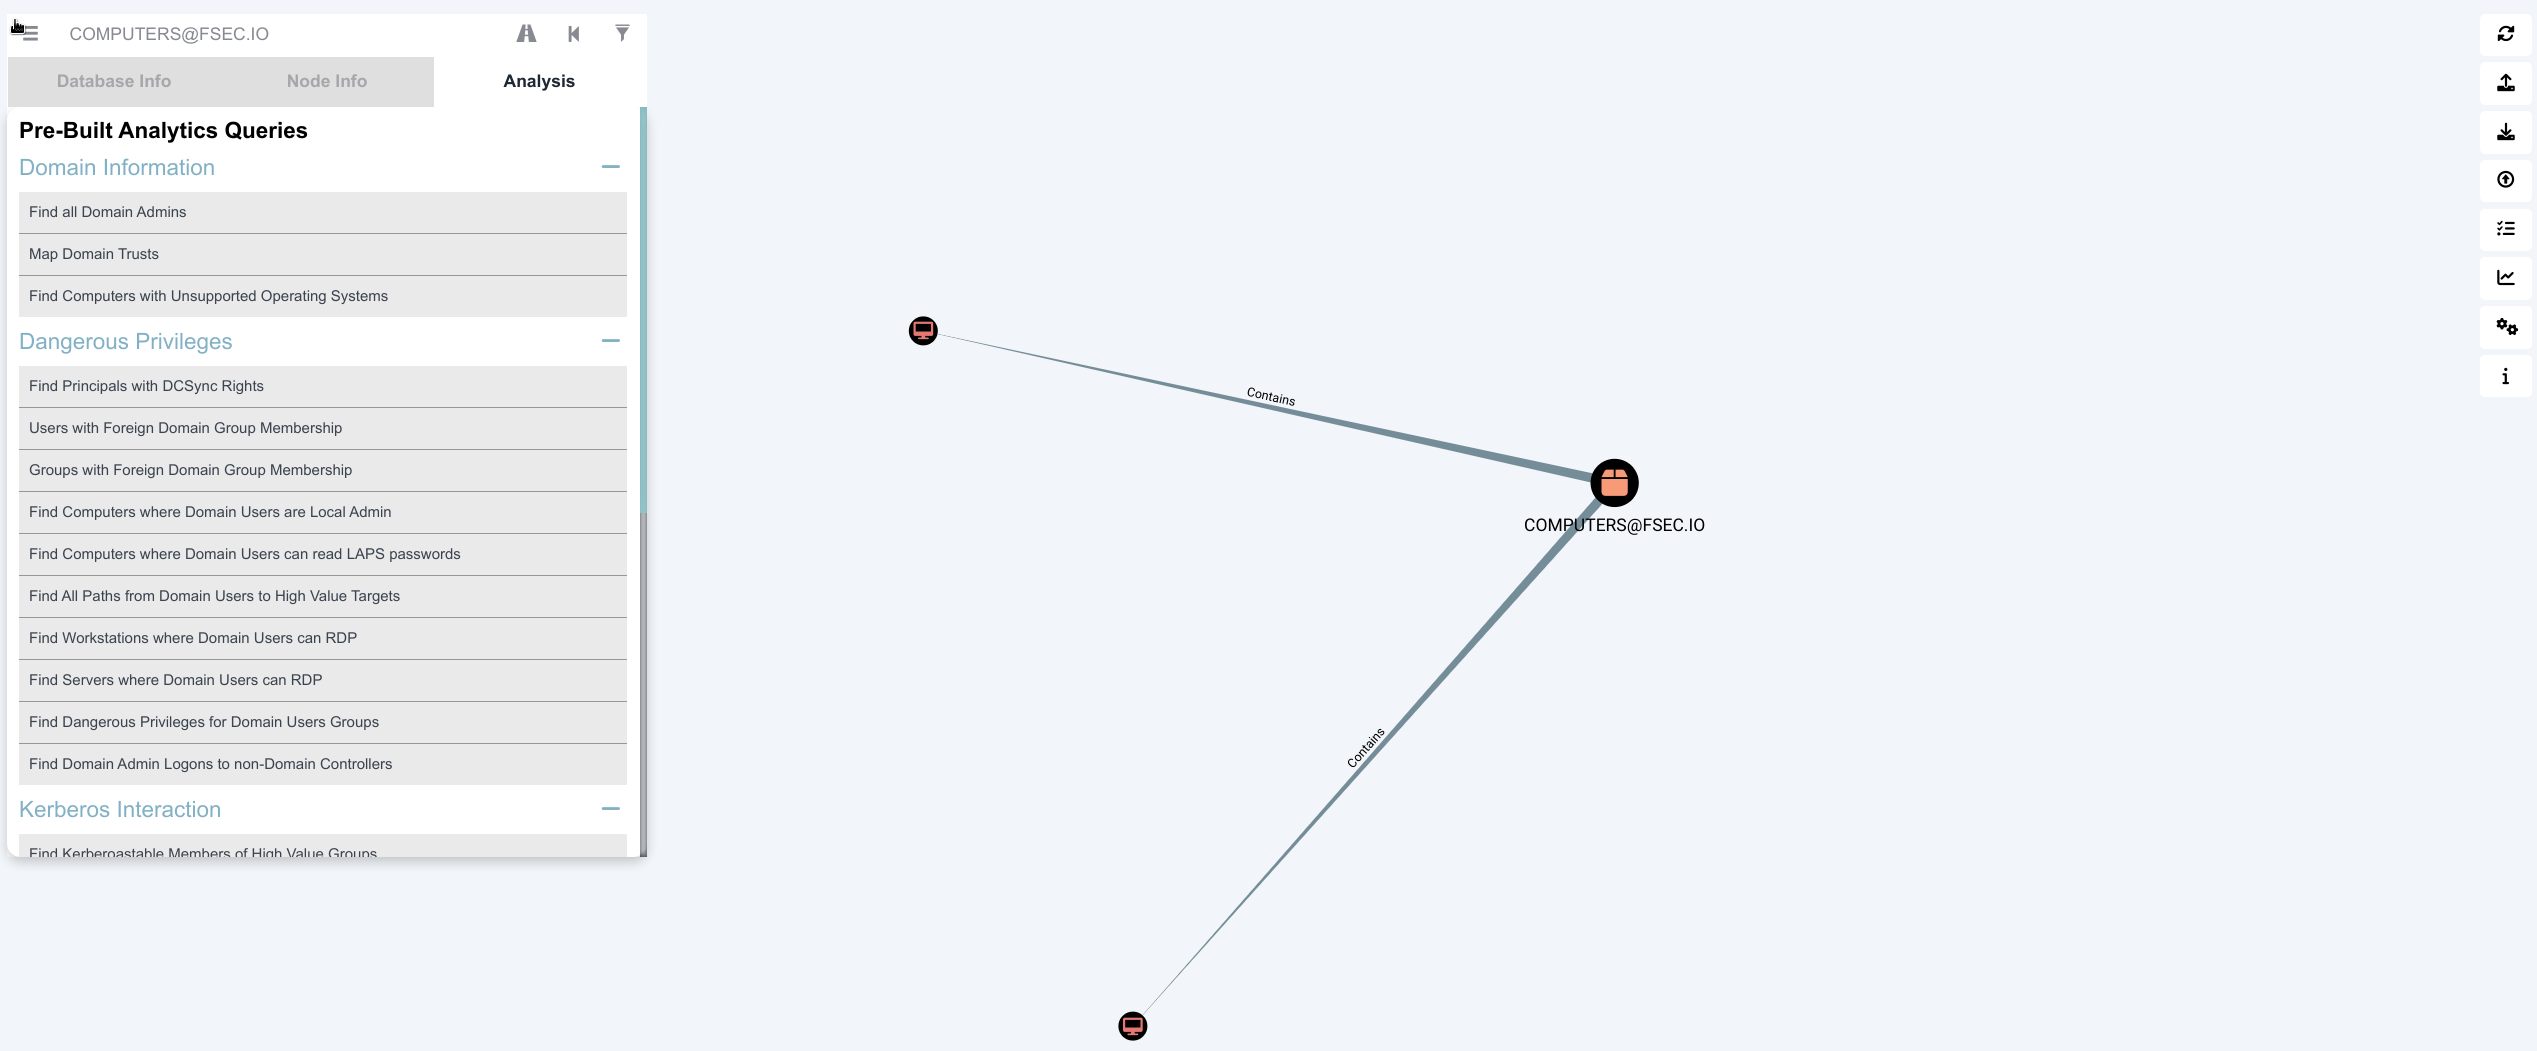 COMPUTERS@FSEC.IO
Database Info
Node Info
Analysis
Pre-Built Analytics Queries
Domain Information
Find all Domain Admins
Map Domain Trusts
Find Computers with Unsupported Operating Systems
Dangerous Privileges
Find Principals with DCSync Rights
Users with Foreign Domain Group Membership
Groups with Foreign Domain Group Membership
Find Computers where Domain Users are Local Admin
Find Computers where Domain Users can read LAPS passwords
Find All Paths from Domain Users to High Value Targets
Find Workstations where Domain Users can RDP
Find Servers where Domain Users can RDP
Find Dangerous Privileges for Domain Users Groups
Find Domain Admin Logons to non-Domain Controllers
Kerberos Interaction
Find Kerberoastable Members of High Value Groups
Contains
COMPUTERS@FSEC.IO
Contains